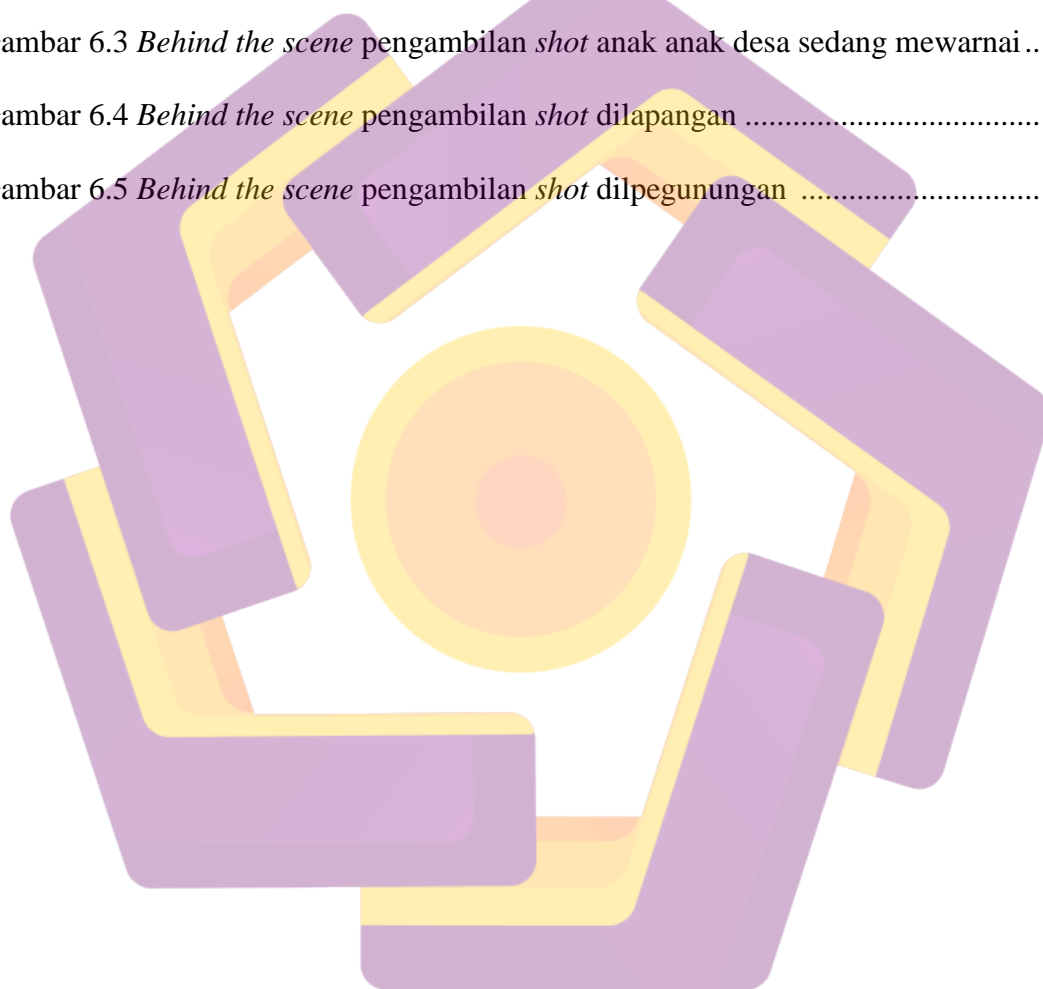 ambar 6.3 Behind the scene pengambilan shot anak anak desa sedang mewarnai..
ambar 6.4 Behind the scene pengambilan shot dilapangan ...................................
ambar 6.5 Behind the scene pengambilan shot dilpegunungan ............................